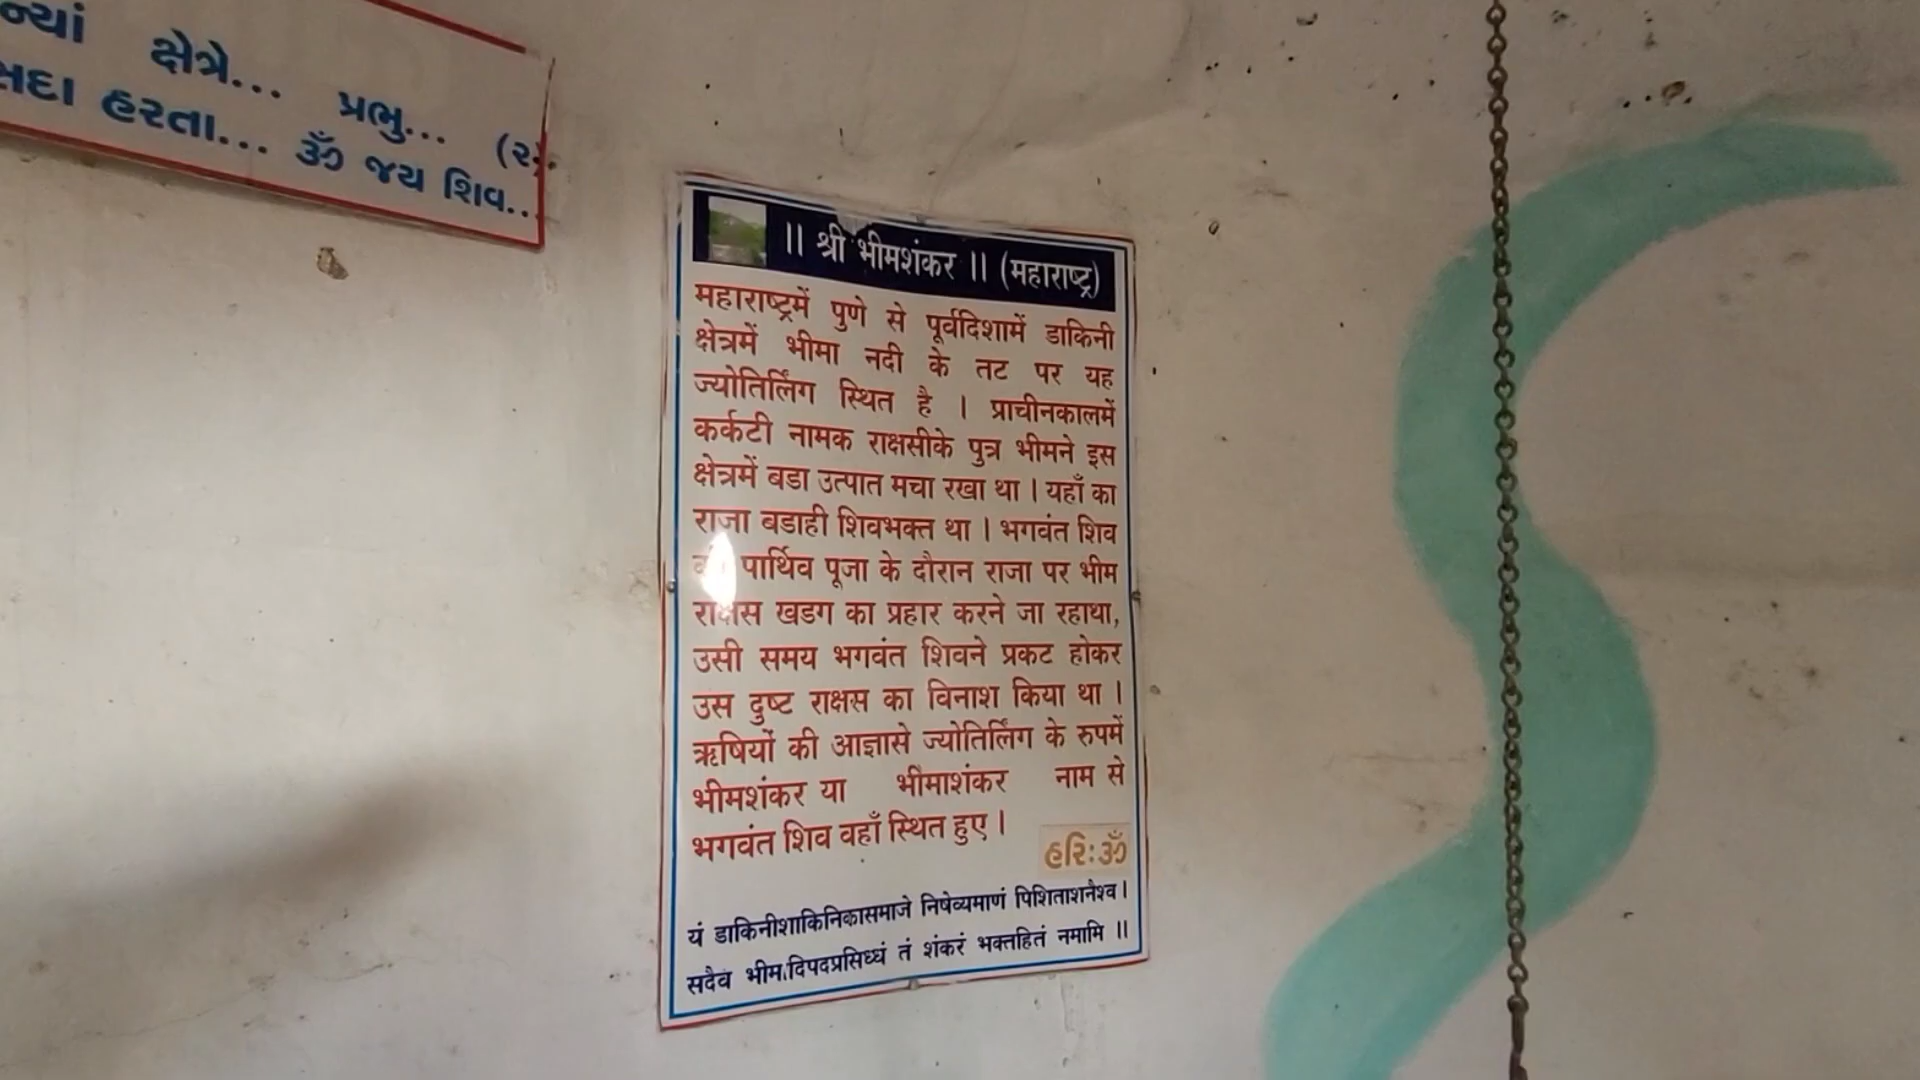 ક્ષેત્રે... પ્રભુ... (૨)
સદા હરતા... ૐ જય શિવ...
॥ श्री भीमशंकर ॥ (महाराष्ट्र)
महाराष्ट्रमें पुणे से पूर्वदिशामें डाकिनी
क्षेत्रमें भीमा नदी के तट पर यह
ज्योतिर्लिंग स्थित है ।  प्राचीनकालमें
कर्कटी नामक राक्षसीके पुत्र भीमने इस
क्षेत्रमें बडा उत्पात मचा रखा था । यहाँ का
राजा बडाही शिवभक्त था । भगवंत शिव
पार्थिव पूजा के दौरान राजा पर भीम
राक्षस खडग का प्रहार करने जा रहाथा,
उसी समय भगवंत शिवने प्रकट होकर
उस दुष्ट राक्षस का विनाश किया था ।
ऋषियों की आज्ञासे ज्योतिर्लिंग के रुपमें
भीमशंकर या भीमाशंकर नाम से
भगवंत शिव वहाँ स्थित हुए ।
હરિ:ૐ
यं डाकिनीशाकिनिकासमाजे निषेव्यमाणं पिशिताशनैश्व ।
सदैव भीमादिपदप्रसिध्धं तं शंकरं भक्तहितं नमामि ॥